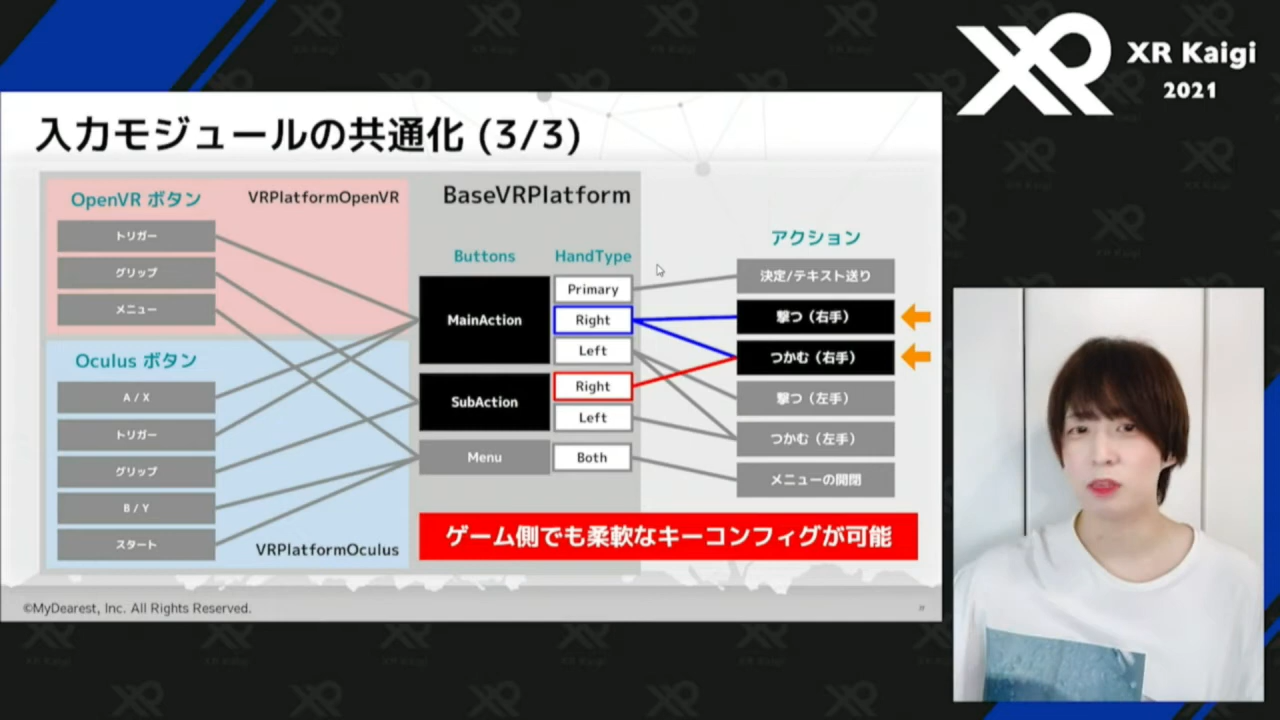 XR Kaigi
2021
入力モジュールの共通化 (3/3)
OpenVR ボタン
VRPlatformOpenVR
トリガー
グリップ
メニュー
Oculus ボタン
A / X
トリガー
グリップ
B / Y
スタート
VRPlatformOculus
BaseVRPlatform
Buttons
HandType
MainAction
Primary
Right
Left
SubAction
Right
Left
Menu
Both
アクション
決定/テキスト送り
撃つ（右手）
つかむ（右手）
撃つ（左手）
つかむ（左手）
メニューの開閉
ゲーム側でも柔軟なキーコンフィグが可能
©MyDearest, Inc. All Rights Reserved.